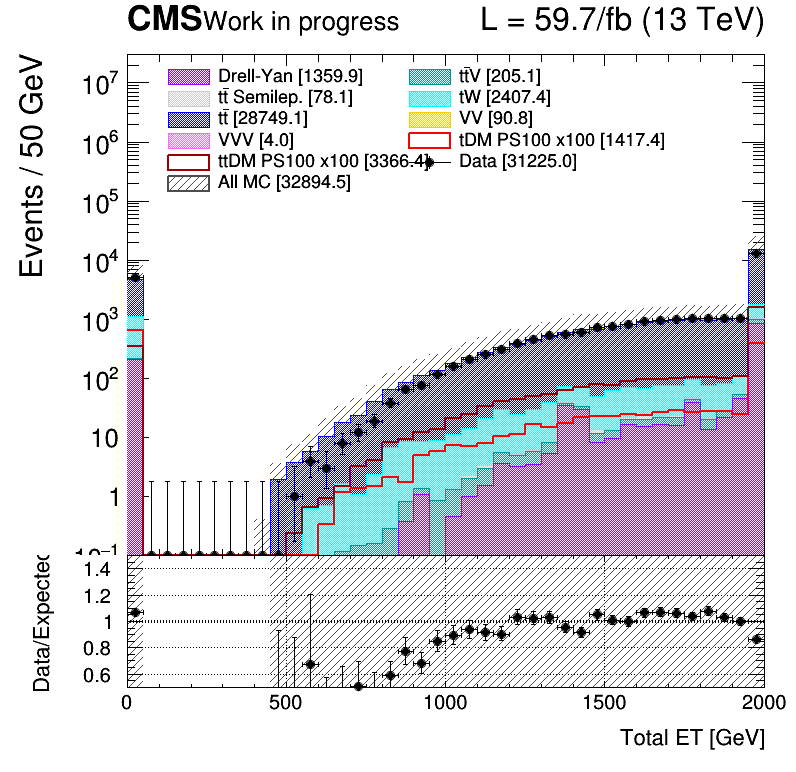 CMS Work in progress L = 59.7/fb (13 TeV)
Events / 50 GeV
Drell-Yan [1359.9] tt̄V [205.1]
tt̄ Semilep. [78.1] tW [2407.4]
tt̄ [28749.1] VV [90.8]
VVV [4.0] tDM PS100 x100 [1417.4]
ttDM PS100 x100 [3366.4] Data [31225.0]
All MC [32894.5]
10⁷
10⁶
10⁵
10⁴
10³
10²
10
1
10⁻¹
Data/Expected
1.4
1.2
1
0.8
0.6
0 500 1000 1500 2000
Total ET [GeV]